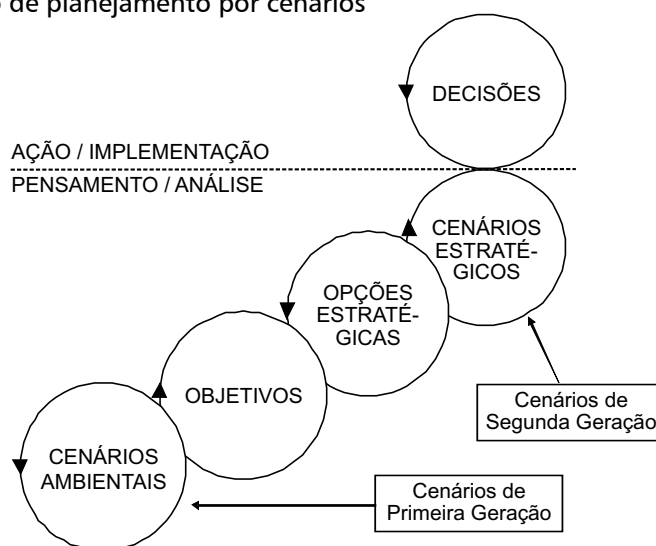 de planejamento por cenários
DECISÕES
AÇÃO / IMPLEMENTAÇÃO
PENSAMENTO / ANÁLISE
CENÁRIOS
ESTRATÉ-
GICOS
OPÇÕES
ESTRATÉ-
GICAS
OBJETIVOS
Cenários de
Segunda Geração
CENÁRIOS
AMBIENTAIS
Cenários de
Primeira Geração